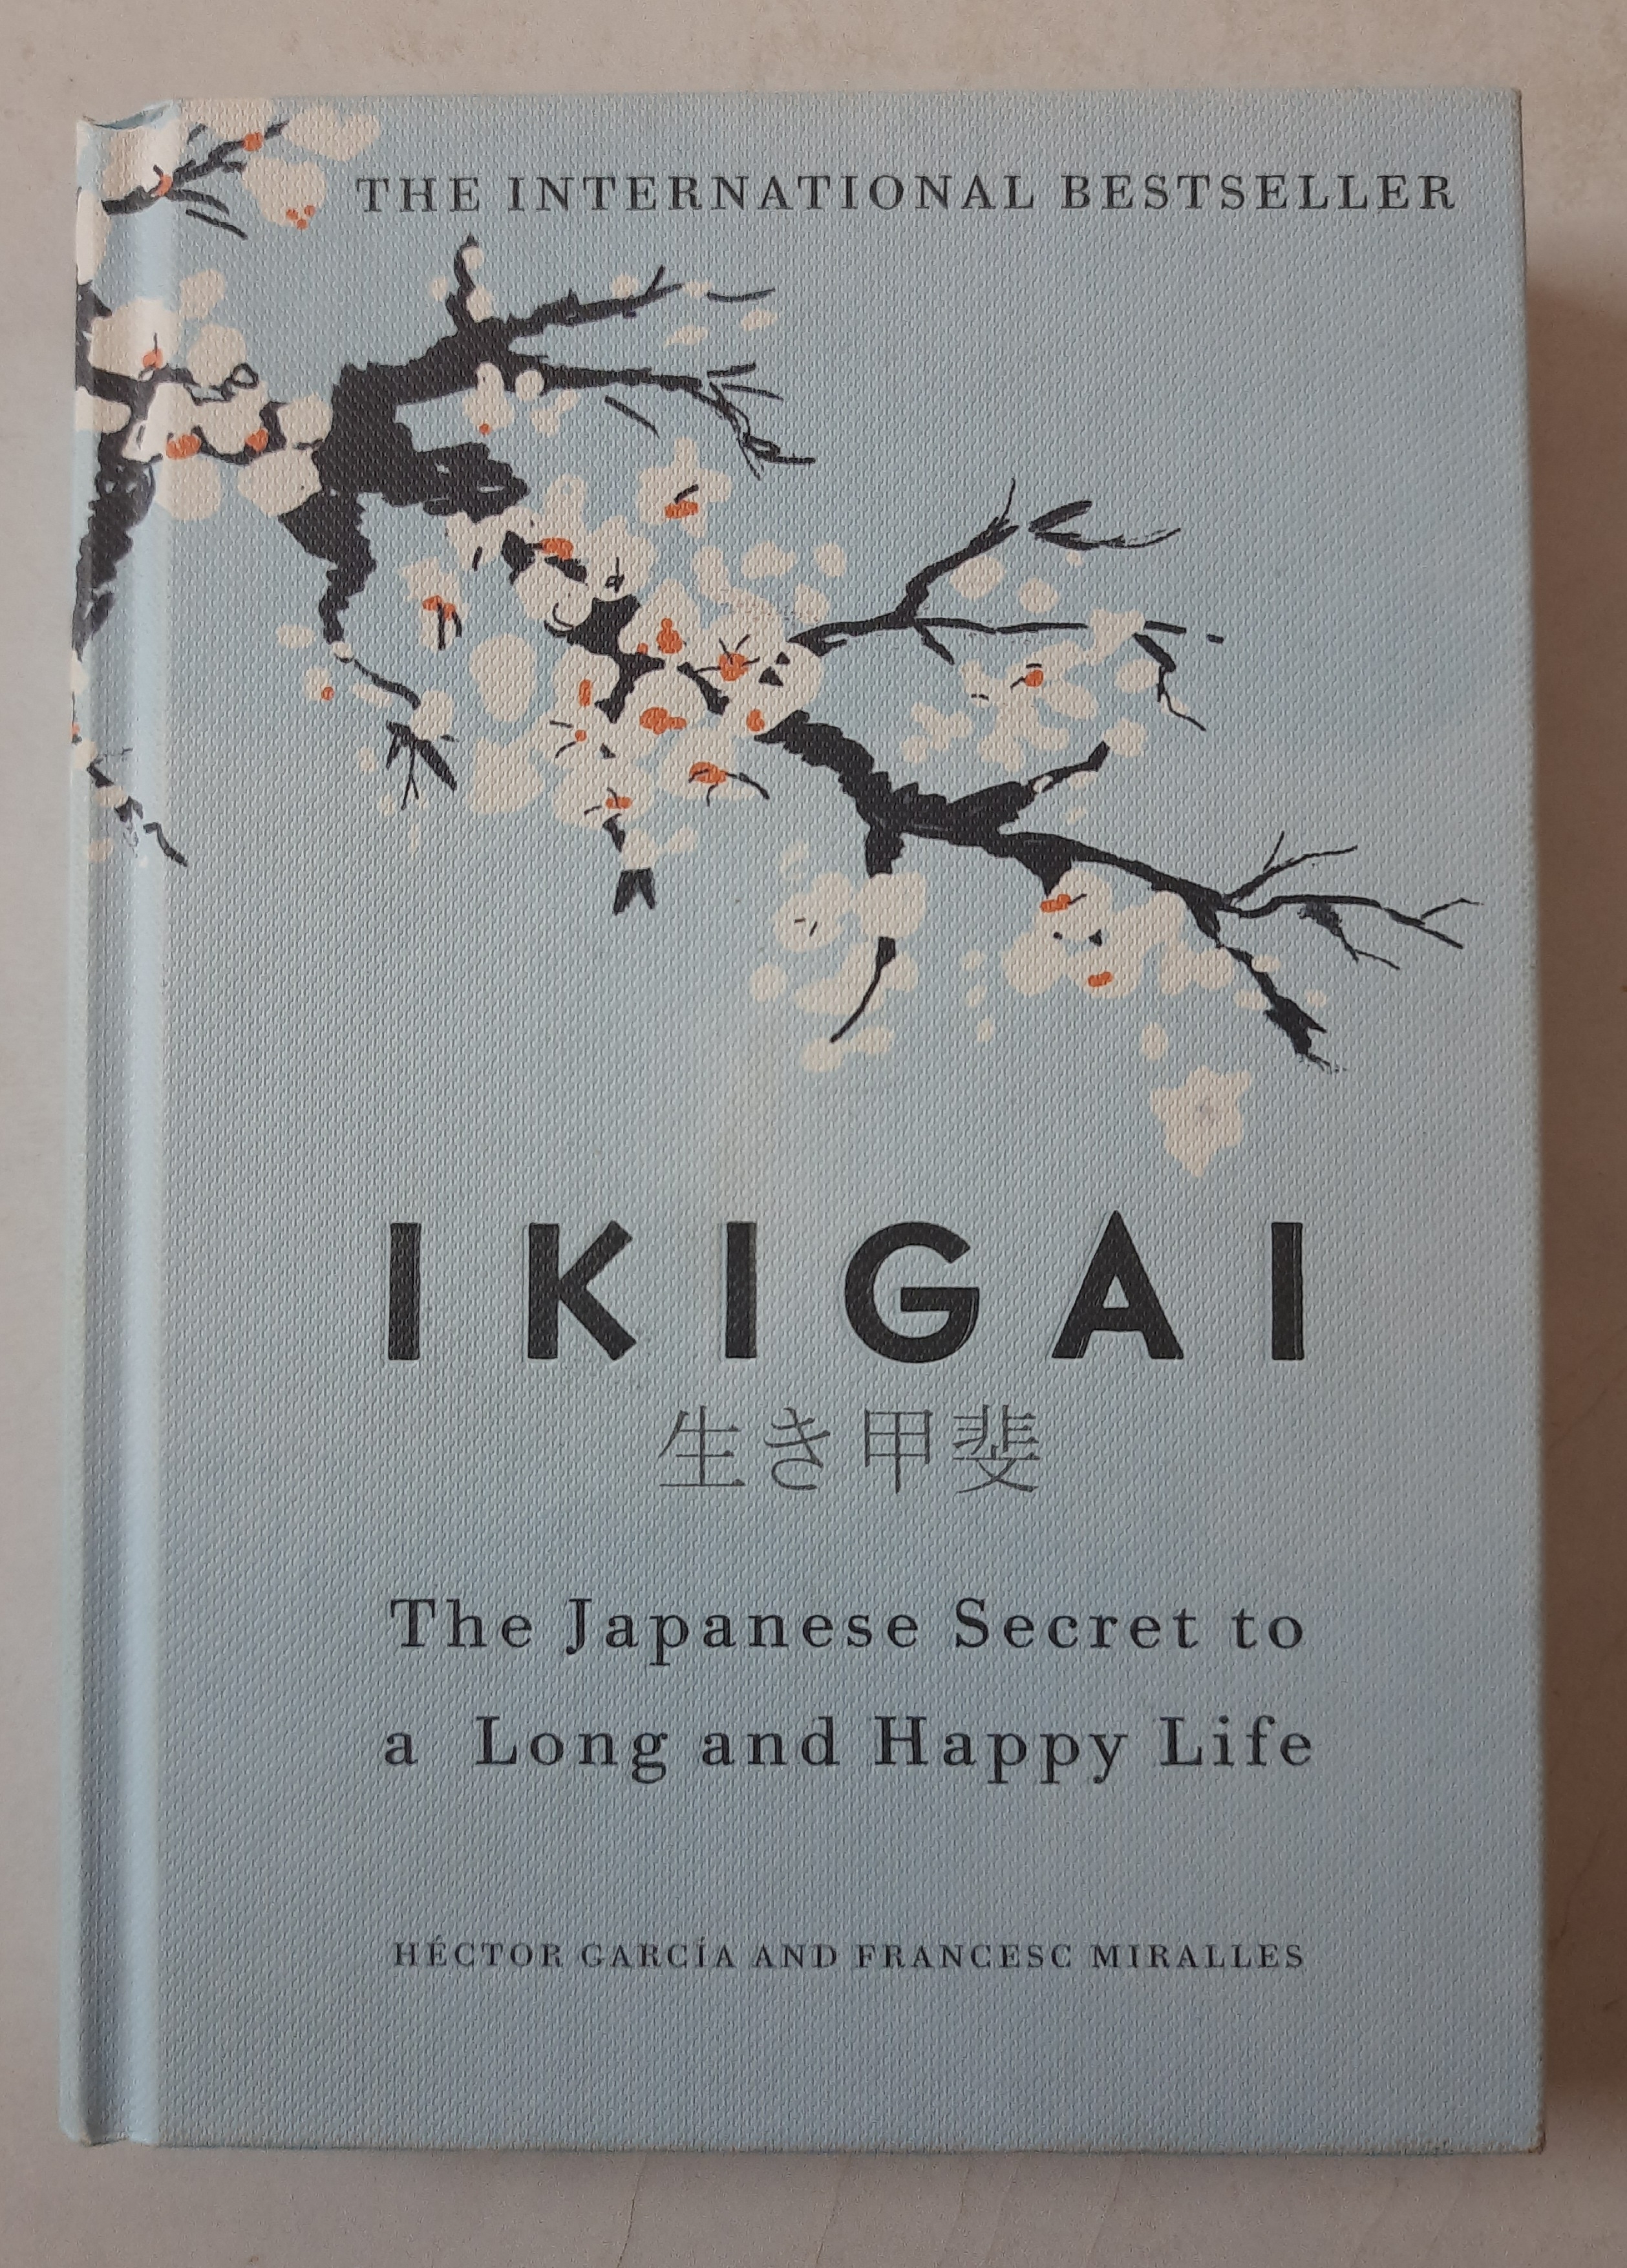 THE INTERNATIONAL BESTSELLER
IKIGAI
生き甲斐
The Japanese Secret to
a Long and Happy Life
HÉCTOR GARCÍA AND FRANCESC MIRALLES